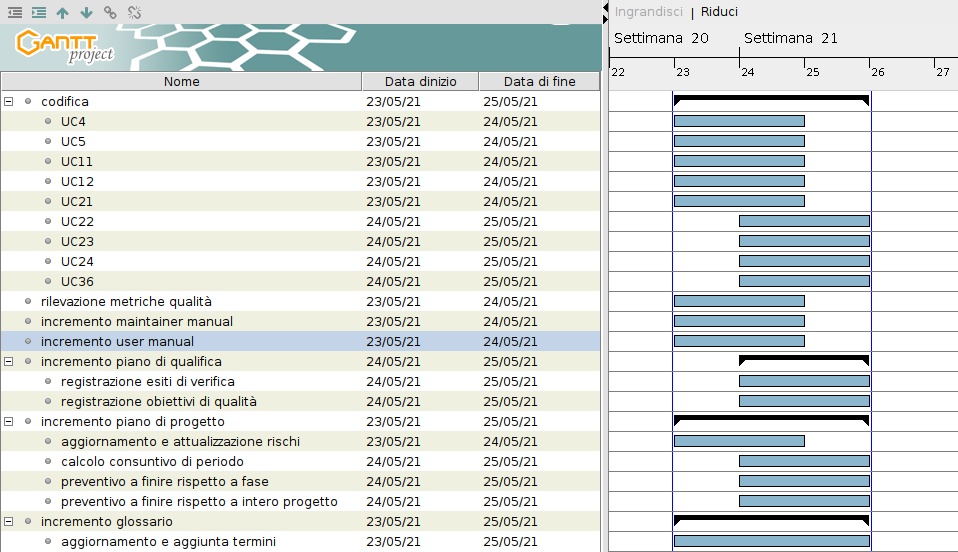 Ingrandisci | Riduci
GANTT
project
Settimana 20 Settimana 21
22 23 24 25 26 27
Nome Data dinizio Data di fine
codifica 23/05/21 25/05/21
UC4 23/05/21 24/05/21
UC5 23/05/21 24/05/21
UC11 23/05/21 24/05/21
UC12 23/05/21 24/05/21
UC21 23/05/21 24/05/21
UC22 24/05/21 25/05/21
UC23 24/05/21 25/05/21
UC24 24/05/21 25/05/21
UC36 24/05/21 25/05/21
rilevazione metriche qualità 23/05/21 24/05/21
incremento maintainer manual 23/05/21 24/05/21
incremento user manual 23/05/21 24/05/21
incremento piano di qualifica 24/05/21 25/05/21
registrazione esiti di verifica 24/05/21 25/05/21
registrazione obiettivi di qualità 24/05/21 25/05/21
incremento piano di progetto 23/05/21 25/05/21
aggiornamento e attualizzazione rischi 23/05/21 24/05/21
calcolo consuntivo di periodo 24/05/21 25/05/21
preventivo a finire rispetto a fase 24/05/21 25/05/21
preventivo a finire rispetto a intero progetto 24/05/21 25/05/21
incremento glossario 23/05/21 25/05/21
aggiornamento e aggiunta termini 23/05/21 25/05/21